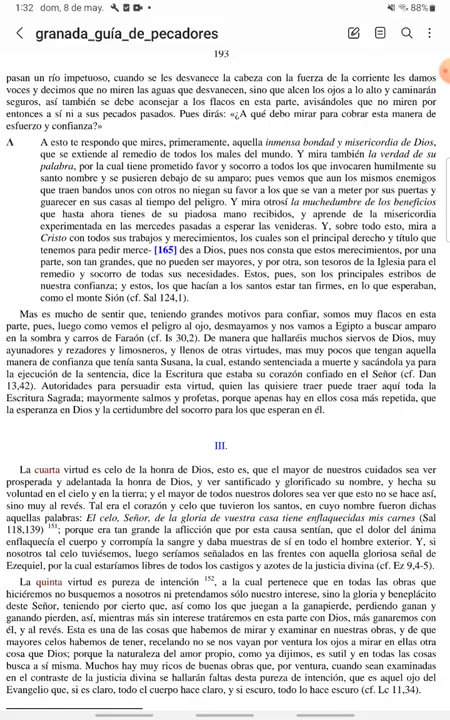 1:32 dom, 8 de may.
88%
granada_guía_de_pecadores
193
pasan un río impetuoso, cuando se les desvanece la cabeza con la fuerza de la corriente les damos
voces y decimos que no miren las aguas que desvanecen, sino que alcen los ojos a lo alto y caminarán
seguros, así también se debe aconsejar a los flacos en esta parte, avisándoles que no miren por
entonces a sí ni a sus pecados pasados. Pues dirás: «¿A qué debo mirar para cobrar esta manera de
esfuerzo y confianza?»
A A esto te respondo que mires, primeramente, aquella inmensa bondad y misericordia de Dios,
que se extiende al remedio de todos los males del mundo. Y mira también la verdad de su
palabra, por la cual tiene prometido favor y socorro a todos los que invocaren humilmente su
santo nombre y se pusieren debajo de su amparo; pues vemos que aun los mismos enemigos
que traen bandos unos con otros no niegan su favor a los que se van a meter por sus puertas y
guarecer en sus casas al tiempo del peligro. Y mira otrosí la muchedumbre de los beneficios
que hasta ahora tienes de su piadosa mano recibidos, y aprende de la misericordia
experimentada en las mercedes pasadas a esperar las venideras. Y, sobre todo esto, mira a
Cristo con todos sus trabajos y merecimientos, los cuales son el principal derecho y título que
tenemos para pedir merce- [165] des a Dios, pues nos consta que estos merecimientos, por una
parte, son tan grandes, que no pueden ser mayores, y por otra, son tesoros de la Iglesia para el
remedio y socorro de todas sus necesidades. Estos, pues, son los principales estribos de
nuestra confianza; y estos, los que hacían a los santos estar tan firmes, en lo que esperaban,
como el monte Sión (cf. Sal 124,1).
Mas es mucho de sentir que, teniendo grandes motivos para confiar, somos muy flacos en esta
parte, pues, luego como vemos el peligro al ojo, desmayamos y nos vamos a Egipto a buscar amparo
en la sombra y carros de Faraón (cf. Is 30,2). De manera que hallaréis muchos siervos de Dios, muy
ayunadores y rezadores y limosneros, y llenos de otras virtudes, mas muy pocos que tengan aquella
manera de confianza que tenía santa Susana, la cual, estando sentenciada a muerte y sacándola ya para
la ejecución de la sentencia, dice la Escritura que estaba su corazón confiado en el Señor (cf. Dan
13,42). Autoridades para persuadir esta virtud, quien las quisiere traer puede traer aquí toda la
Escritura Sagrada; mayormente salmos y profetas, porque apenas hay en ellos cosa más repetida, que
la esperanza en Dios y la certidumbre del socorro para los que esperan en él.
III.
La cuarta virtud es celo de la honra de Dios, esto es, que el mayor de nuestros cuidados sea ver
prosperada y adelantada la honra de Dios, y ver santificado y glorificado su nombre, y hecha su
voluntad en el cielo y en la tierra; y el mayor de todos nuestros dolores sea ver que esto no se hace así,
sino muy al revés. Tal era el corazón y celo que tuvieron los santos, en cuyo nombre fueron dichas
aquellas palabras: El celo, Señor, de la gloria de vuestra casa tiene enflaquecidas mis carnes (Sal
118,139) 151; porque era tan grande la aflicción que por esta causa sentían, que el dolor del ánima
enflaquecía el cuerpo y corrompía la sangre y daba muestras de sí en todo el hombre exterior. Y, si
nosotros tal celo tuviésemos, luego seríamos señalados en las frentes con aquella gloriosa señal de
Ezequiel, por la cual estaríamos libres de todos los castigos y azotes de la justicia divina (cf. Ez 9,4-5).
La quinta virtud es pureza de intención 152, a la cual pertenece que en todas las obras que
hiciéremos no busquemos a nosotros ni pretendamos sólo nuestro interese, sino la gloria y beneplácito
deste Señor, teniendo por cierto que, así como los que juegan a la ganapierde, perdiendo ganan y
ganando pierden, así, mientras más sin interese tratáremos en esta parte con Dios, más ganaremos con
él, y al revés. Esta es una de las cosas que habemos de mirar y examinar en nuestras obras, y de que
mayores celos habemos de tener, recelando no se nos vayan por ventura los ojos a mirar en ellas otra
cosa que Dios; porque la naturaleza del amor propio, como ya dijimos, es sutil y en todas las cosas
busca a sí misma. Muchos hay muy ricos de buenas obras que, por ventura, cuando sean examinadas
en el contraste de la justicia divina se hallarán faltas desta pureza de intención, que es aquel ojo del
Evangelio que, si es claro, todo el cuerpo hace claro, y si escuro, todo lo hace escuro (cf. Lc 11,34).